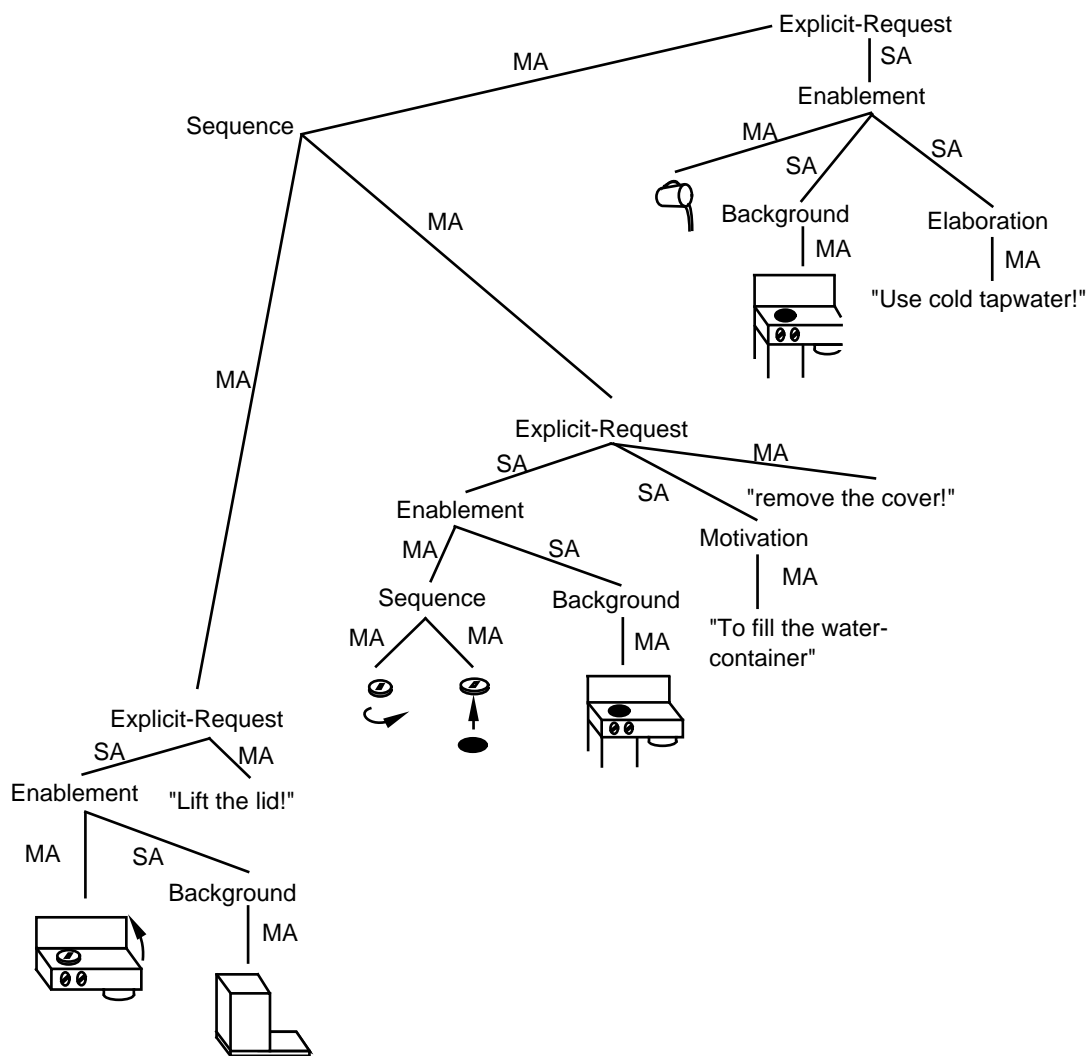 Explicit-Request
MA
SA
Enablement
Sequence
MA
SA
SA
Background
Elaboration
MA
MA
MA
"Use cold tapwater!"
MA
Explicit-Request
SA
SA
MA
"remove the cover!"
Enablement
Motivation
MA
SA
MA
Sequence
Background
MA
MA
MA
"To fill the water-
container"
Explicit-Request
SA
MA
Enablement
"Lift the lid!"
MA
SA
Background
MA